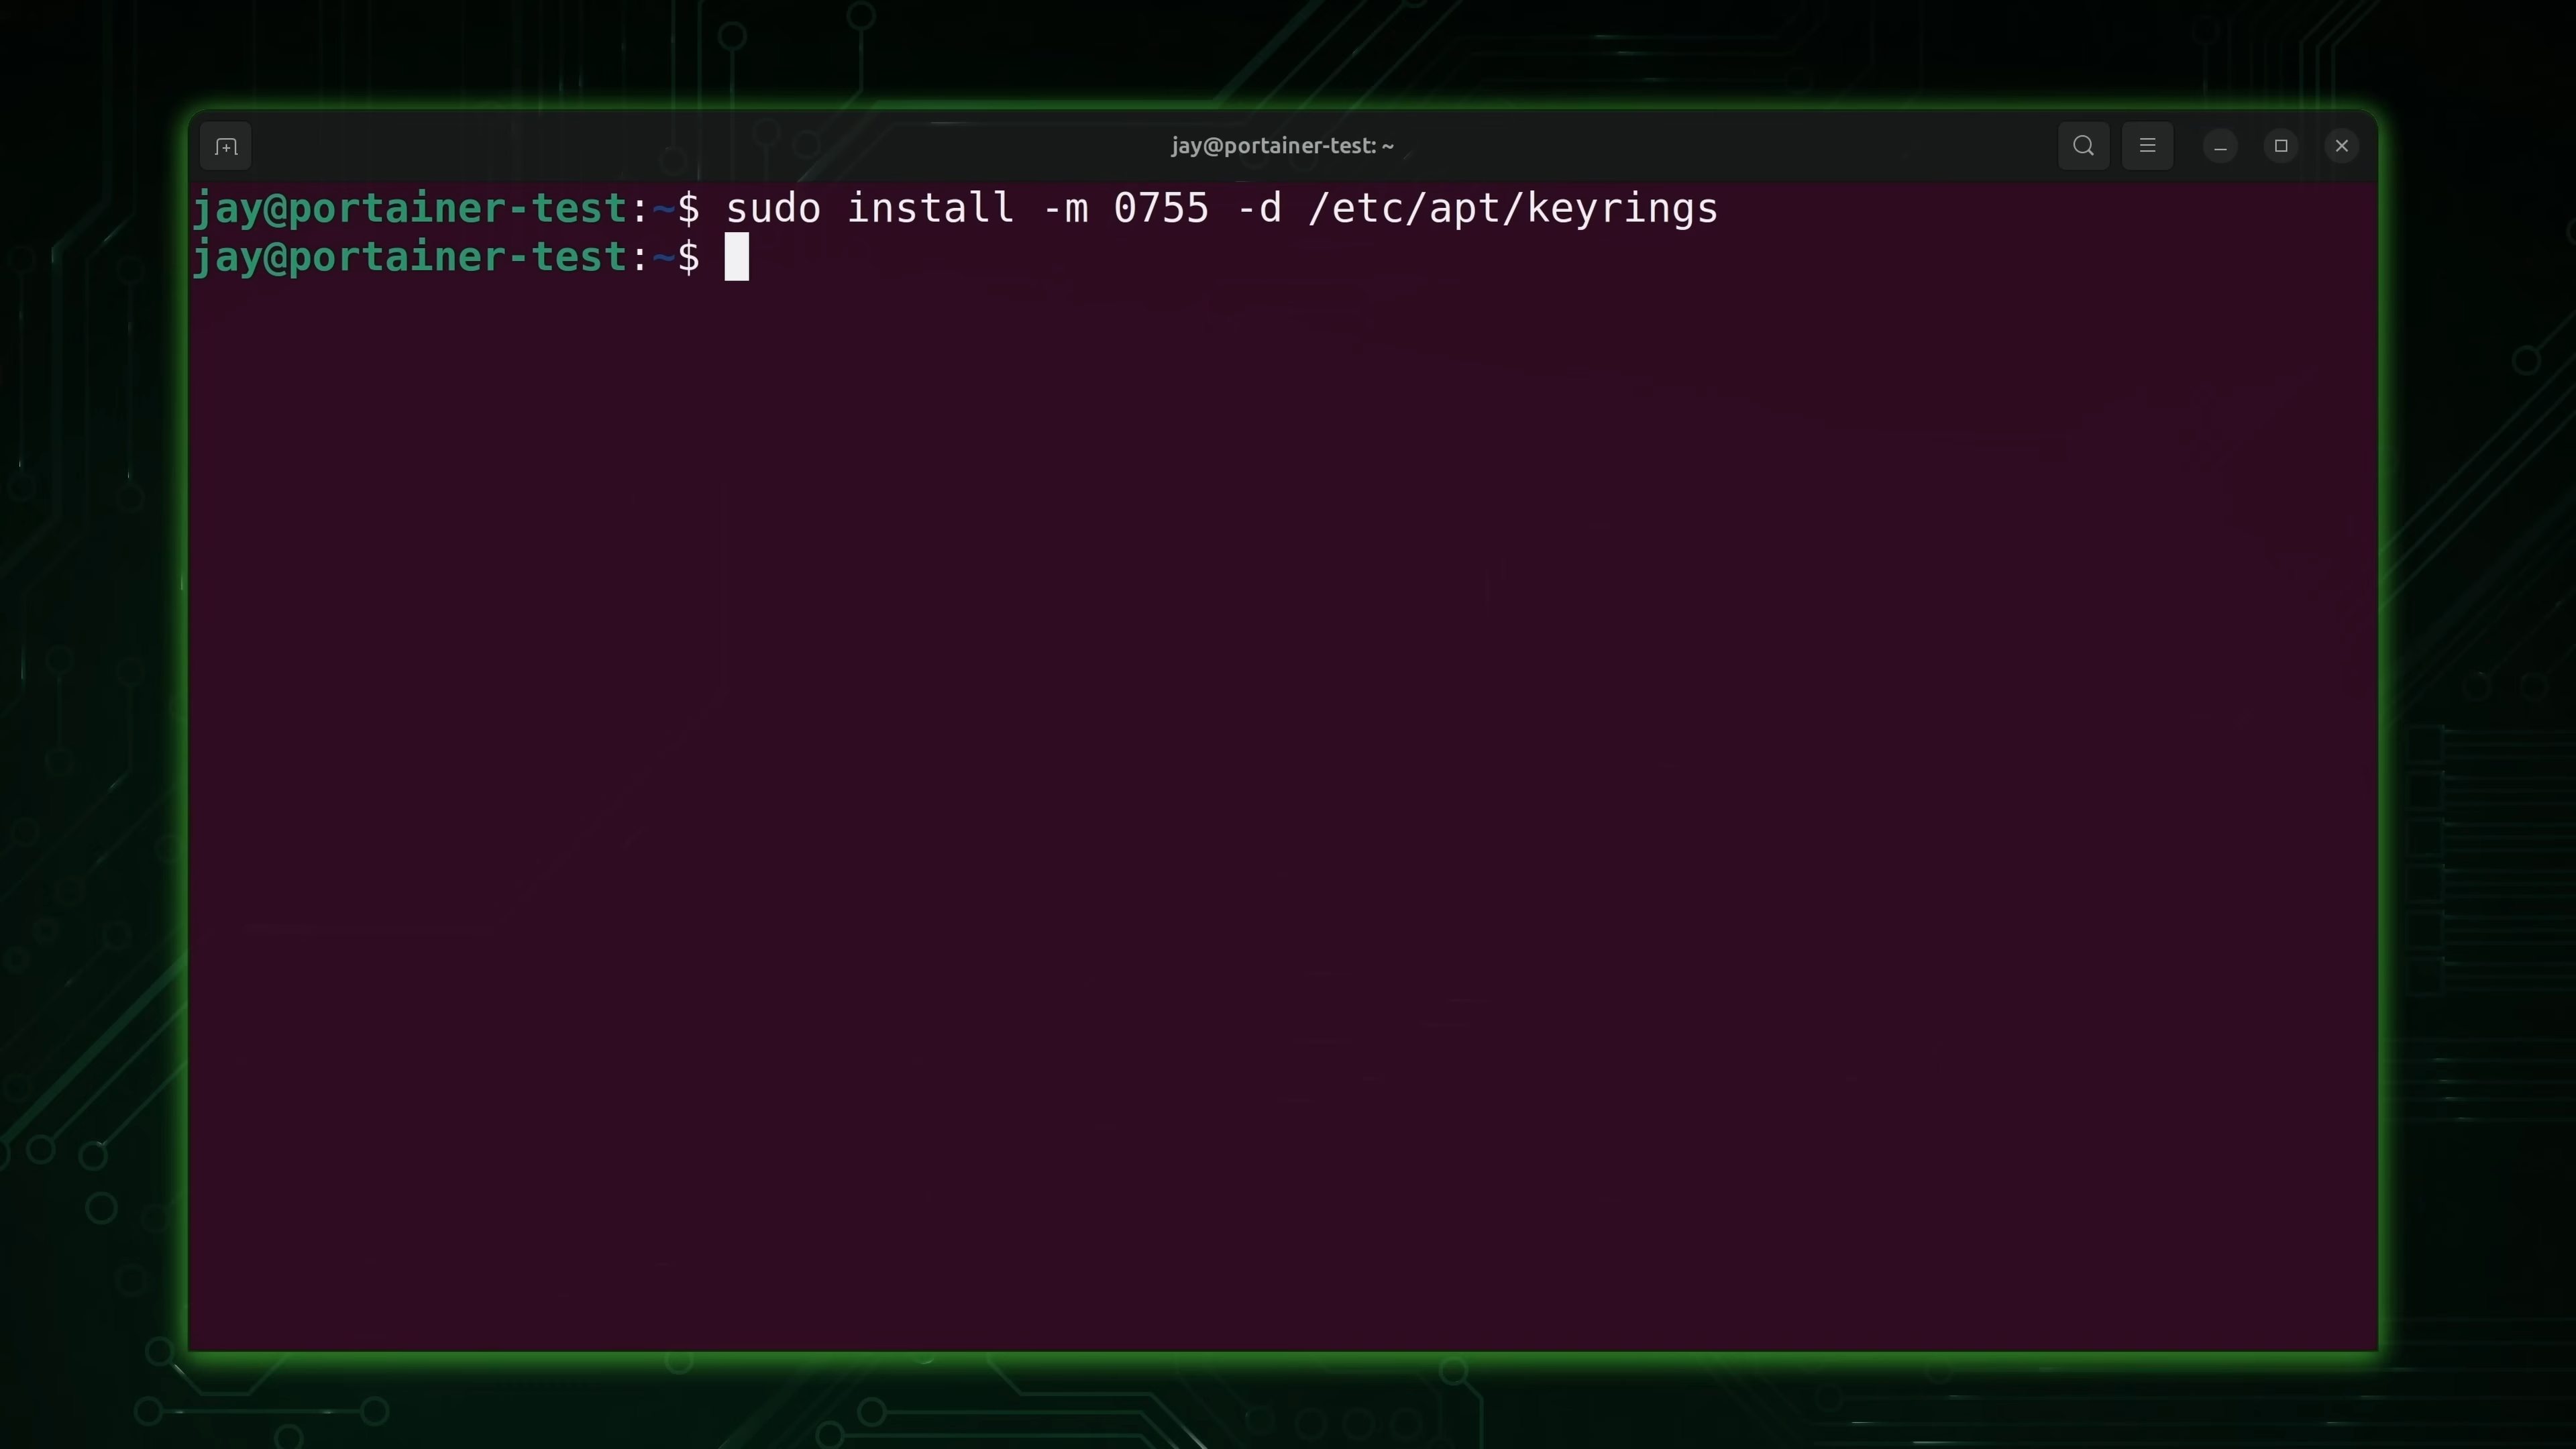 jay@portainer-test: ~
jay@portainer-test:~$ sudo install -m 0755 -d /etc/apt/keyrings
jay@portainer-test:~$